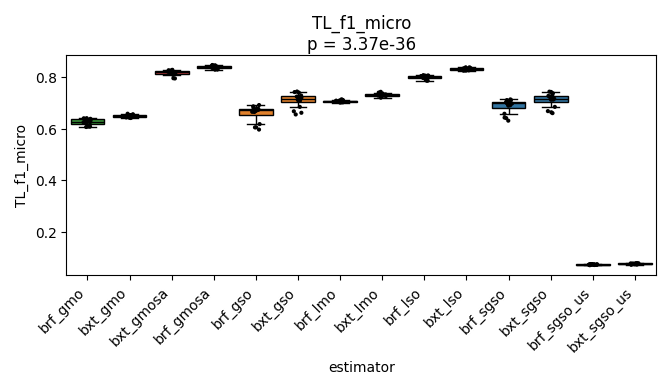 TL_f1_micro
p = 3.37e-36
TL_f1_micro
0.8
0.6
0.4
0.2
brf_gmo
bxt_gmo
bxt_gmosa
brf_gmosa
brf_gso
bxt_gso
brf_lmo
bxt_lmo
brf_lso
bxt_lso
brf_sgso
bxt_sgso
brf_sgso_us
bxt_sgso_us
estimator